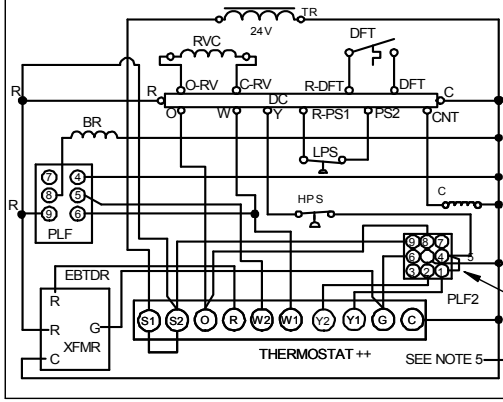 TR
24V
RVC
DFT
O-RV
C-RV
R-DFT
DFT
R
R
C
DC
O
W
Y
R-PS1
PS2
CNT
BR
LPS
C
HPS
7
4
8
5
9
6
R
PLF
9
8
7
6
4
5
3
2
1
PLF2
EBTDR
R
R
G
XFMR
C
S1
S2
O
R
W2
W1
Y2
Y1
G
C
THERMOSTAT ++
SEE NOTE 5